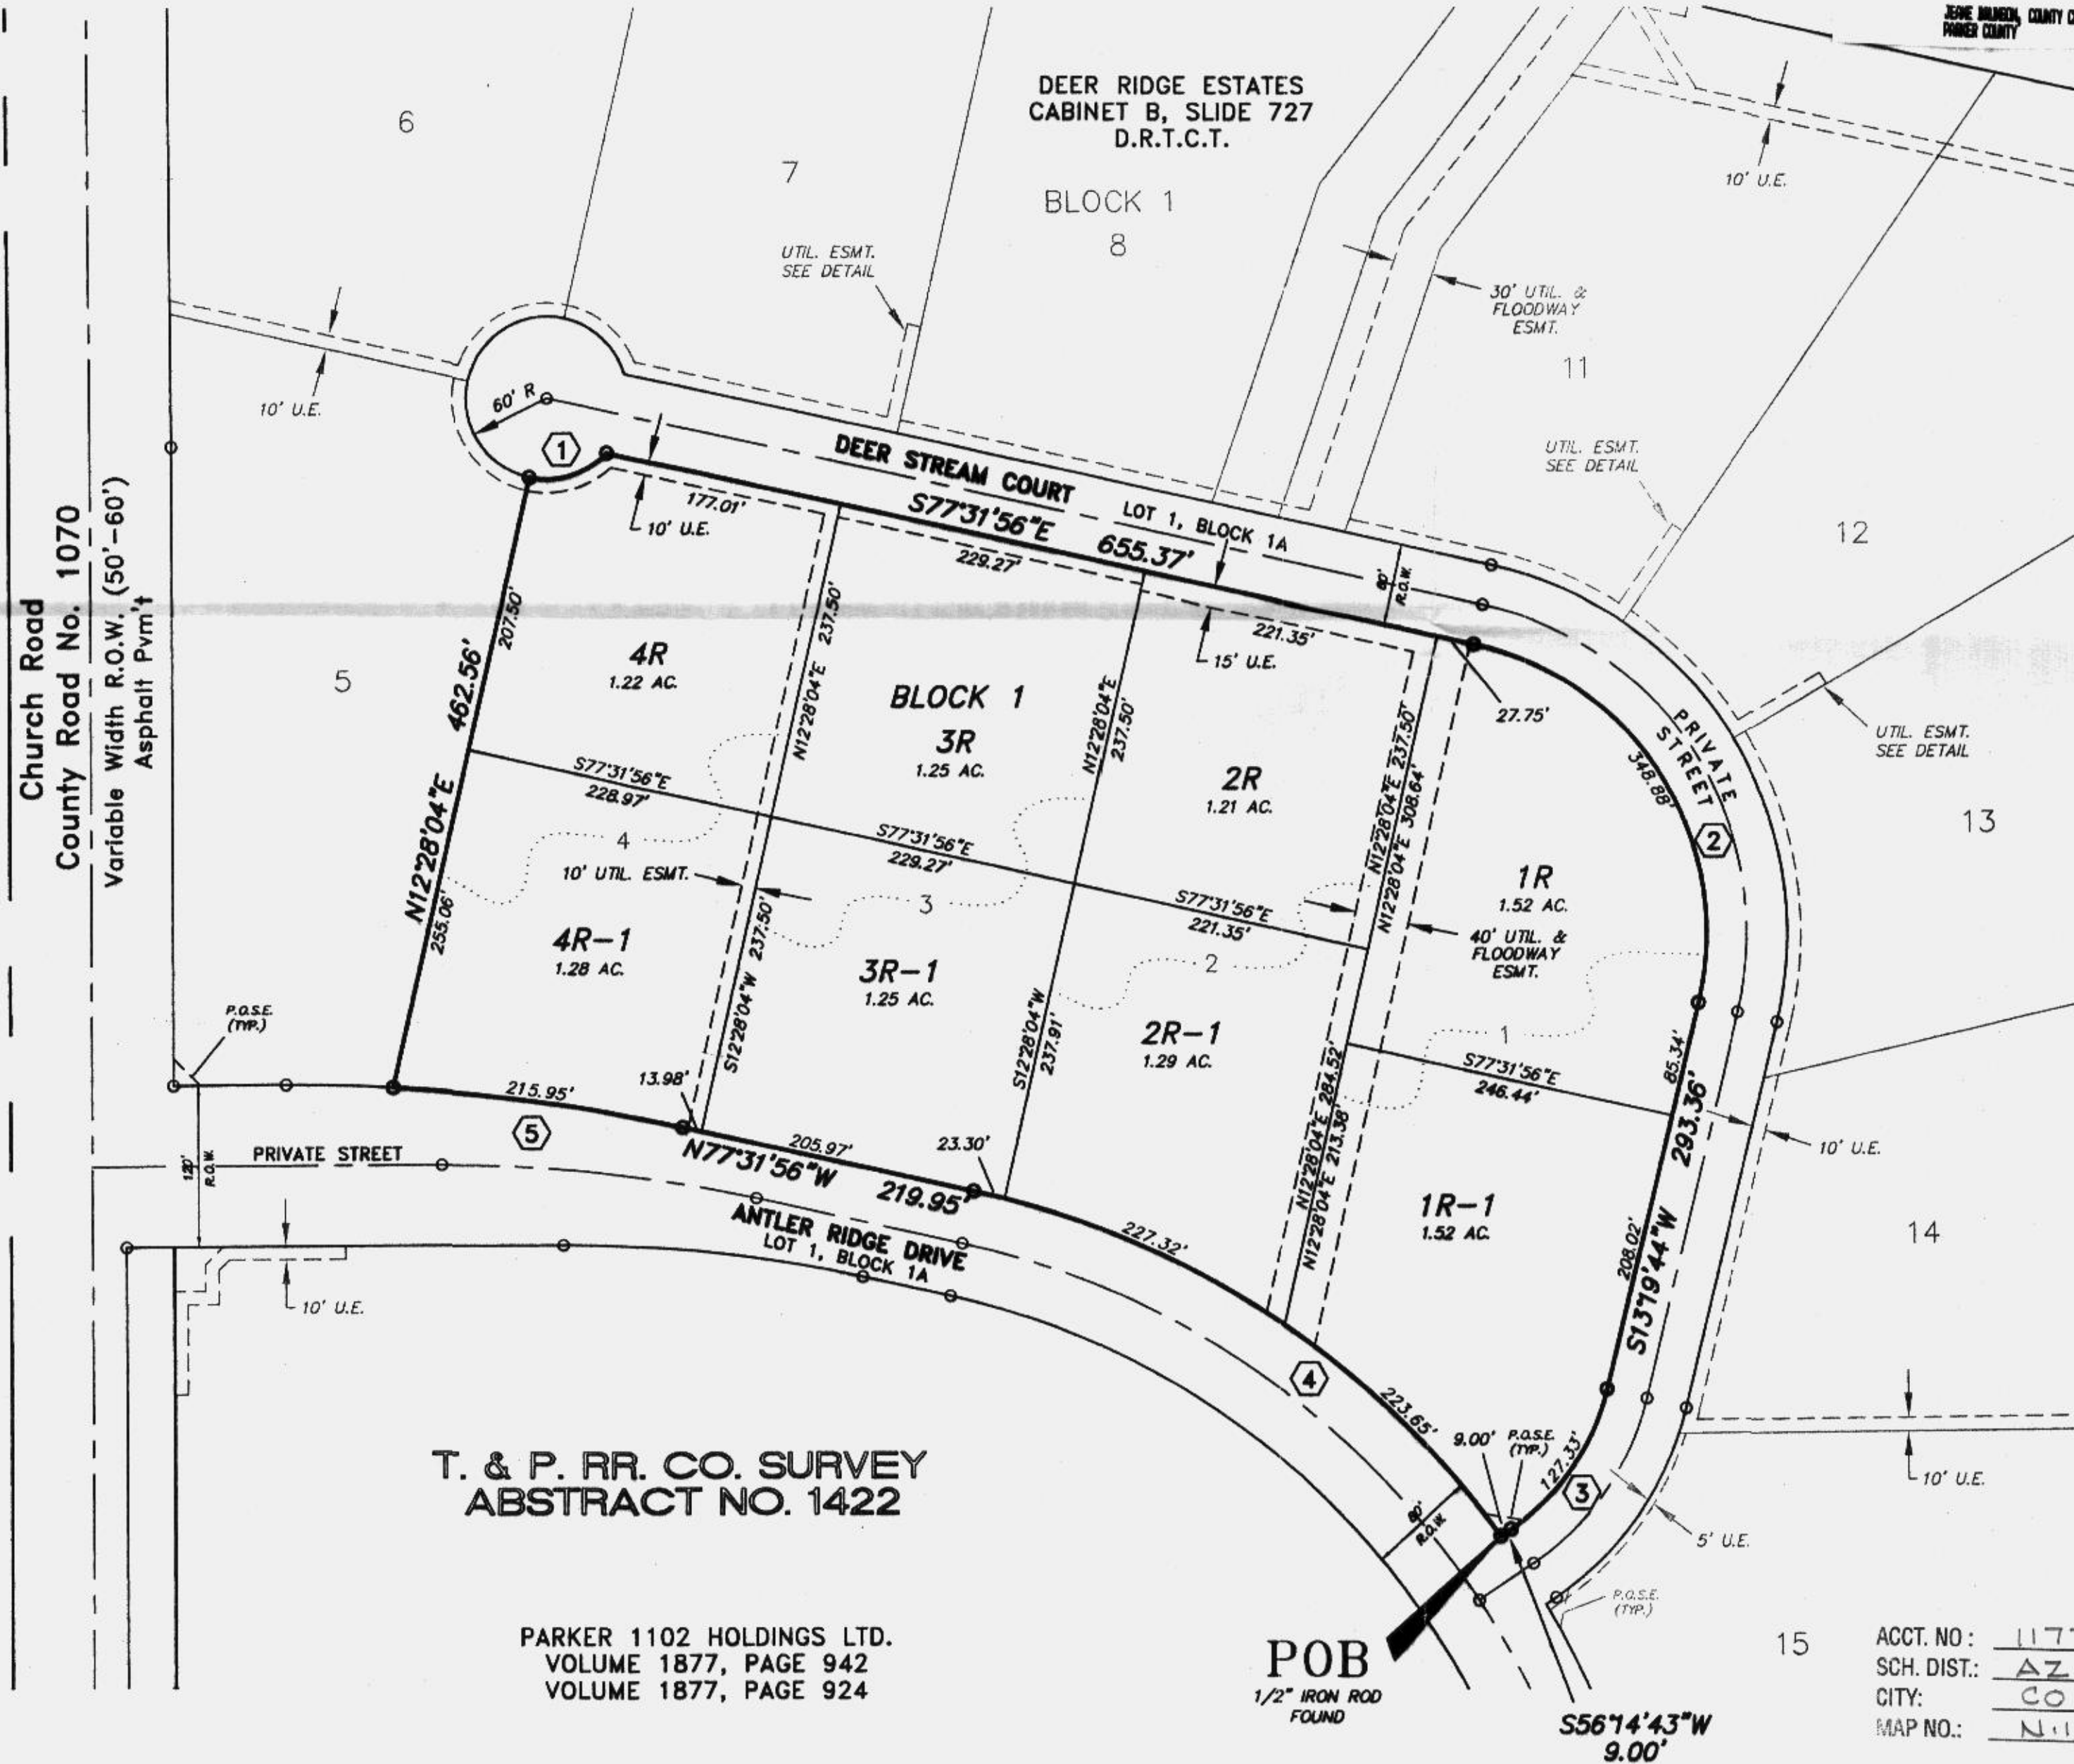 JEANE BRUNSON, COUNTY C
PARKER COUNTY
DEER RIDGE ESTATES
CABINET B, SLIDE 727
D.R.T.C.T.
BLOCK 1
6
7
8
10' U.E.
UTIL. ESMT.
SEE DETAIL
30' UTIL. &
FLOODWAY
ESMT.
11
10' U.E.
60' R
1
UTIL. ESMT.
SEE DETAIL
12
DEER STREAM COURT
LOT 1, BLOCK 1A
S77°31'56"E 655.37'
177.01'
10' U.E.
229.27'
80'
R.O.W.
221.35'
15' U.E.
27.75'
Church Road
County Road No. 1070
Variable Width R.O.W. (50'-60')
Asphalt Pvm't
5
N12°28'04"E 462.56'
207.50'
255.06'
4R
1.22 AC.
N12°28'04"E 237.50'
BLOCK 1
3R
1.25 AC.
N12°28'04"E
237.50'
2R
1.21 AC.
N12°28'04"E 237.50'
N12°28'04"E 308.64'
1R
1.52 AC.
348.88'
PRIVATE
STREET
2
UTIL. ESMT.
SEE DETAIL
13
S77°31'56"E
228.97'
4
10' UTIL. ESMT.
S77°31'56"E
229.27'
3
S77°31'56"E
221.35'
2
40' UTIL. &
FLOODWAY
ESMT.
1
4R-1
1.28 AC.
S12°28'04"W 237.50'
3R-1
1.25 AC.
S12°28'04"W
237.91'
2R-1
1.29 AC.
N12°28'04"E 284.52'
N12°28'04"E 213.38'
S77°31'56"E
246.44'
85.34'
S13°19'44"W 293.36'
208.02'
10' U.E.
1R-1
1.52 AC.
14
P.O.S.E.
(TYP.)
120'
R.O.W.
PRIVATE STREET
215.95'
5
13.98'
N77°31'56"W 219.95'
205.97'
23.30'
ANTLER RIDGE DRIVE
LOT 1, BLOCK 1A
227.32'
4
223.65'
10' U.E.
9.00'
P.O.S.E.
(TYP.)
127.33'
3
10' U.E.
80'
R.O.W.
5' U.E.
P.O.S.E.
(TYP.)
T. & P. RR. CO. SURVEY
ABSTRACT NO. 1422
PARKER 1102 HOLDINGS LTD.
VOLUME 1877, PAGE 942
VOLUME 1877, PAGE 924
POB
1/2" IRON ROD
FOUND
S56°14'43"W
9.00'
15
ACCT. NO: 117
SCH. DIST.: AZ
CITY: CO
MAP NO.: N.1